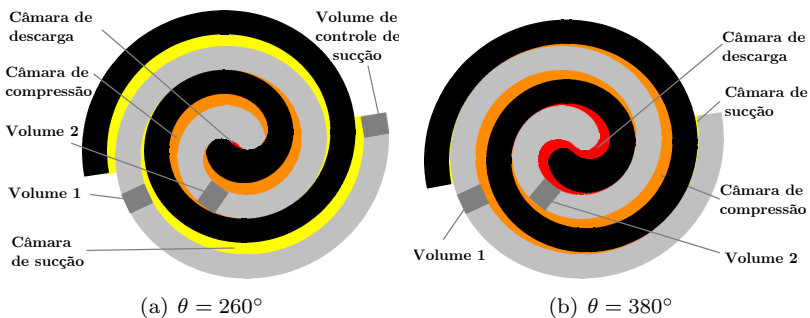 Câmara de
descarga
Câmara de
compressão
Volume 2
Volume 1
Câmara
de sucção
Volume de
controle de
sucção
(a) θ = 260°
Câmara de
descarga
Câmara de
sucção
Câmara de
compressão
Volume 1
Volume 2
(b) θ = 380°